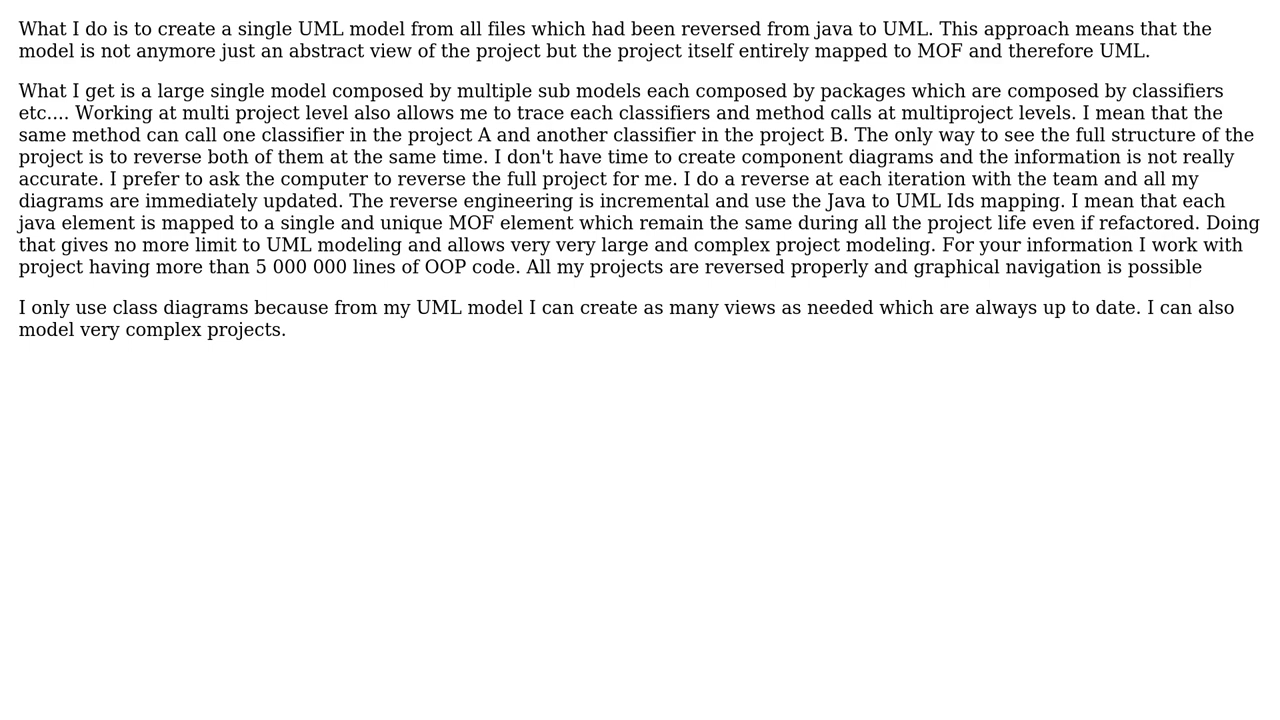 What I do is to create a single UML model from all files which had been reversed from java to UML. This approach means that the
model is not anymore just an abstract view of the project but the project itself entirely mapped to MOF and therefore UML.
What I get is a large single model composed by multiple sub models each composed by packages which are composed by classifiers
etc.... Working at multi project level also allows me to trace each classifiers and method calls at multiproject levels. I mean that the
same method can call one classifier in the project A and another classifier in the project B. The only way to see the full structure of the
project is to reverse both of them at the same time. I don't have time to create component diagrams and the information is not really
accurate. I prefer to ask the computer to reverse the full project for me. I do a reverse at each iteration with the team and all my
diagrams are immediately updated. The reverse engineering is incremental and use the Java to UML Ids mapping. I mean that each
java element is mapped to a single and unique MOF element which remain the same during all the project life even if refactored. Doing
that gives no more limit to UML modeling and allows very very large and complex project modeling. For your information I work with
project having more than 5 000 000 lines of OOP code. All my projects are reversed properly and graphical navigation is possible
I only use class diagrams because from my UML model I can create as many views as needed which are always up to date. I can also
model very complex projects.